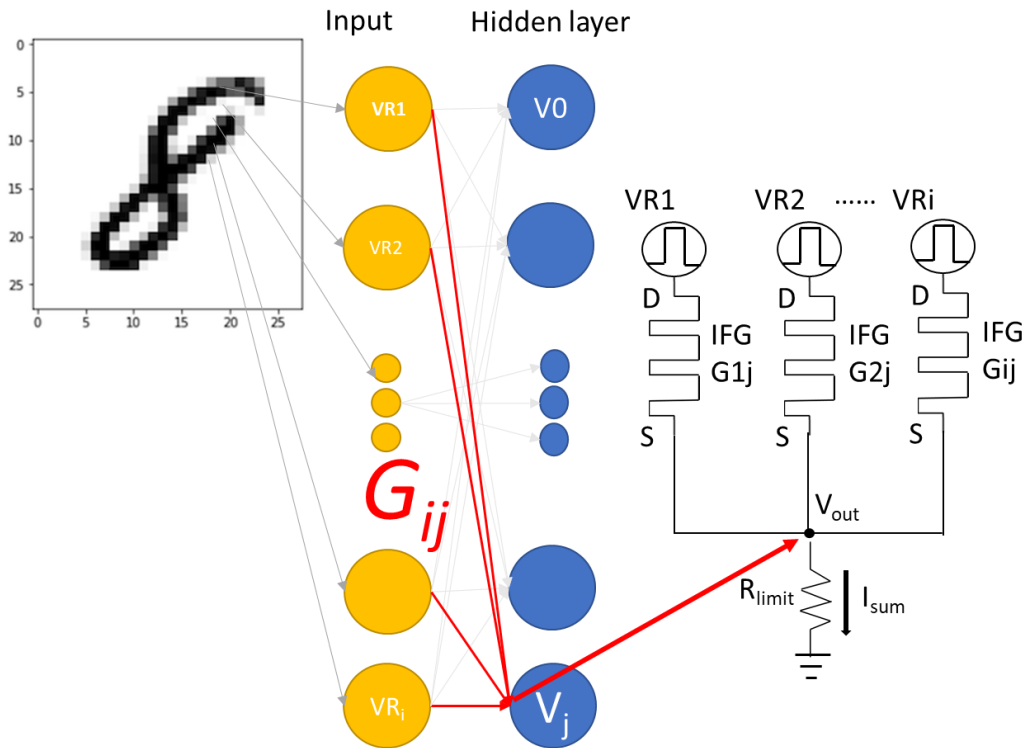 Input
Hidden layer
0
5
10
15
20
25
0
5
10
15
20
25
VR1
VR2
VRi
V0
Vj
Gij
VR1
VR2
......
VRi
D
D
D
IFG
G1j
IFG
G2j
IFG
Gij
S
S
S
Vout
Rlimit
Isum